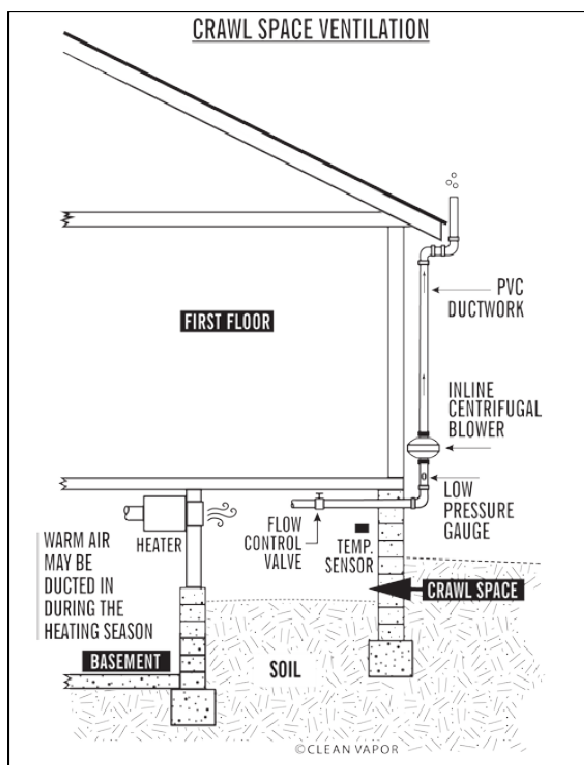 CRAWL SPACE VENTILATION
PVC
DUCTWORK
FIRST FLOOR
INLINE
CENTRIFUGAL
BLOWER
LOW
PRESSURE
GAUGE
HEATER
FLOW
CONTROL
VALVE
TEMP.
SENSOR
WARM AIR
MAY BE
DUCTED IN
DURING THE
HEATING SEASON
CRAWL SPACE
BASEMENT
SOIL
©CLEAN VAPOR